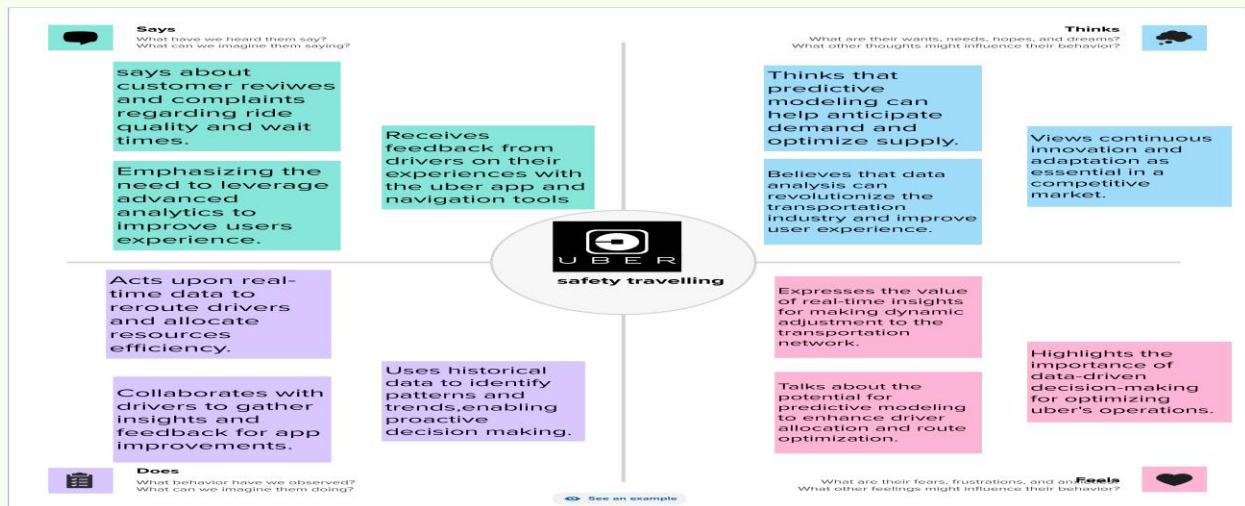 Says
What have we heard them say?
What can we imagine them saying?
says about
customer reviwes
and complaints
regarding ride
quality and wait
times.
Emphasizing the
need to leverage
advanced
analytics to
improve users
experience.
Receives
feedback from
drivers on their
experiences with
the uber app and
navigation tools
Thinks
What are their wants, needs, hopes, and dreams?
What other thoughts might influence their behavior?
Thinks that
predictive
modeling can
help anticipate
demand and
optimize supply.
Believes that data
analysis can
revolutionize the
transportation
industry and improve
user experience.
Views continuous
innovation and
adaptation as
essential in a
competitive
market.
UBER
safety travelling
Acts upon real-
time data to
reroute drivers
and allocate
resources
efficiency.
Collaborates with
drivers to gather
insights and
feedback for app
improvements.
Uses historical
data to identify
patterns and
trends,enabling
proactive
decision making.
Does
What behavior have we observed?
What can we imagine them doing?
Expresses the value
of real-time insights
for making dynamic
adjustment to the
transportation
network.
Talks about the
potential for
predictive modeling
to enhance driver
allocation and route
optimization.
Highlights the
importance of
data-driven
decision-making
for optimizing
uber's operations.
Feels
What are their fears, frustrations, and
What other feelings might influence their behavior?
See an example